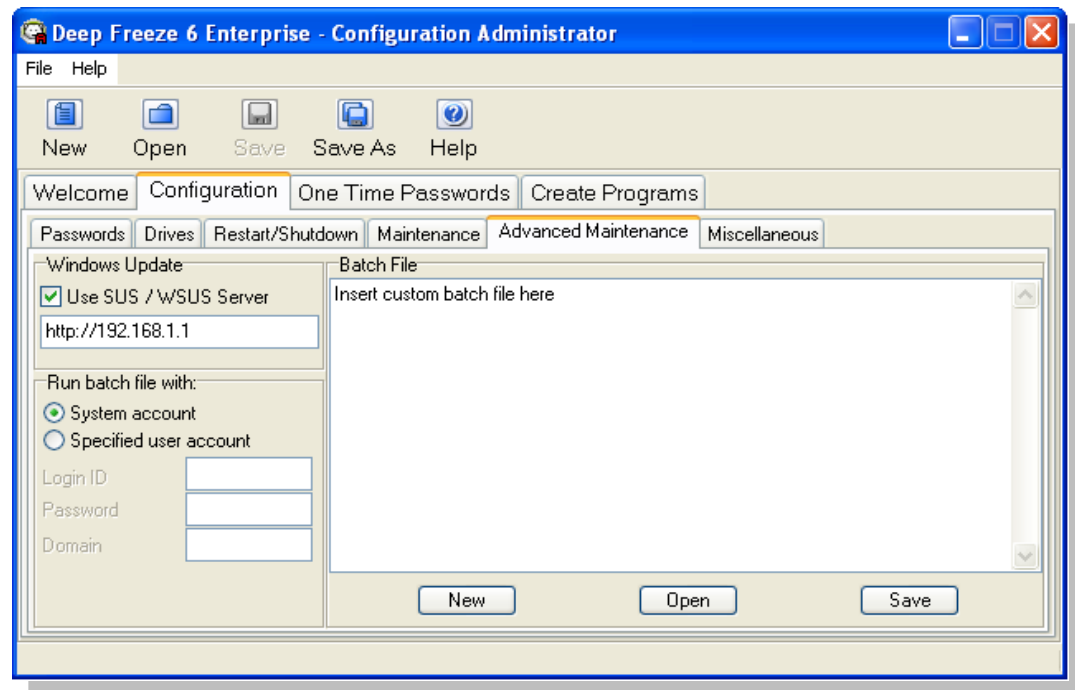 Deep Freeze 6 Enterprise - Configuration Administrator
File Help
New Open Save Save As Help
Welcome Configuration One Time Passwords Create Programs
Passwords Drives Restart/Shutdown Maintenance Advanced Maintenance Miscellaneous
Windows Update
Use SUS / WSUS Server
http://192.168.1.1
Run batch file with:
System account
Specified user account
Login ID
Password
Domain
Batch File
Insert custom batch file here
New Open Save